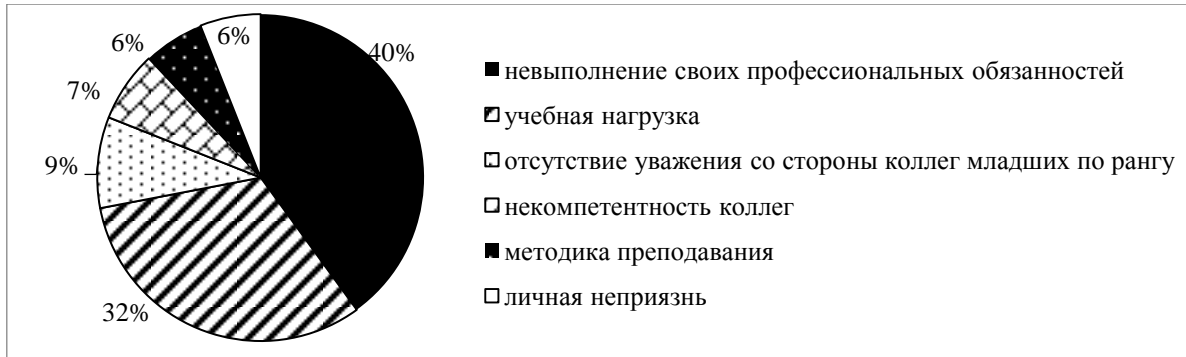 6%
6%
40%
7%
9%
32%
невыполнение своих профессиональных обязанностей
учебная нагрузка
отсутствие уважения со стороны коллег младших по рангу
некомпетентность коллег
методика преподавания
личная неприязнь